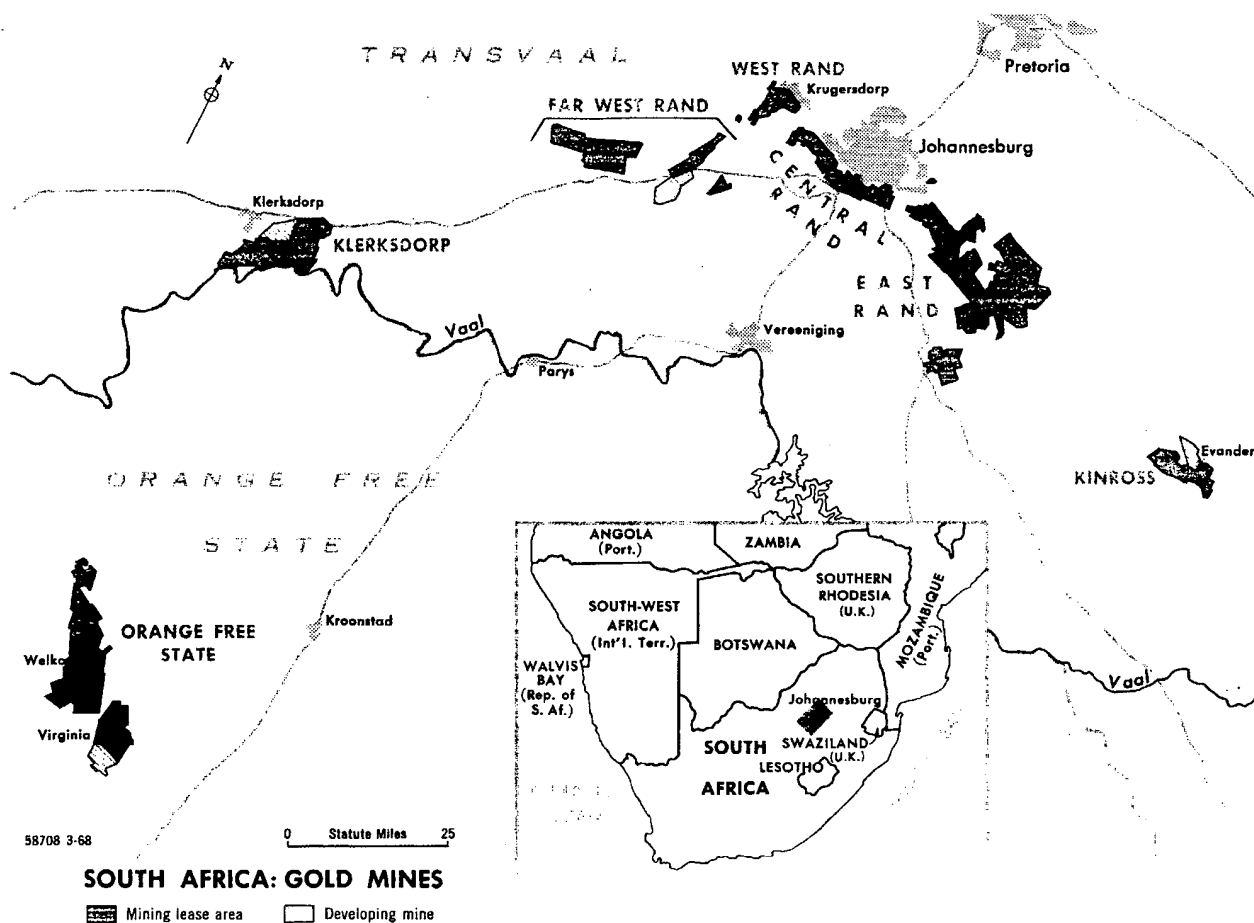 N
TRANSVAAL
Pretoria
WEST RAND
Krugersdorp
FAR WEST RAND
Johannesburg
CENTRAL
RAND
Klerksdorp
KLERKSDORP
EAST
RAND
Vaal
Vereeniging
Parys
Evander
KINROSS
ORANGE FREE
STATE
ORANGE FREE
STATE
Kroonstad
Virginia
Vaal
ANGOLA
(Port.)
ZAMBIA
SOUTHERN
RHODESIA
(U.K.)
SOUTH-WEST
AFRICA
(Int'l. Terr.)
BOTSWANA
MOZAMBIQUE
(Port.)
WALVIS
BAY
(Rep. of
S. Af.)
Johannesburg
SOUTH
AFRICA
SWAZILAND
(U.K.)
LESOTHO
58708 3-68
0 Statute Miles 25
SOUTH AFRICA: GOLD MINES
Mining lease area
Developing mine